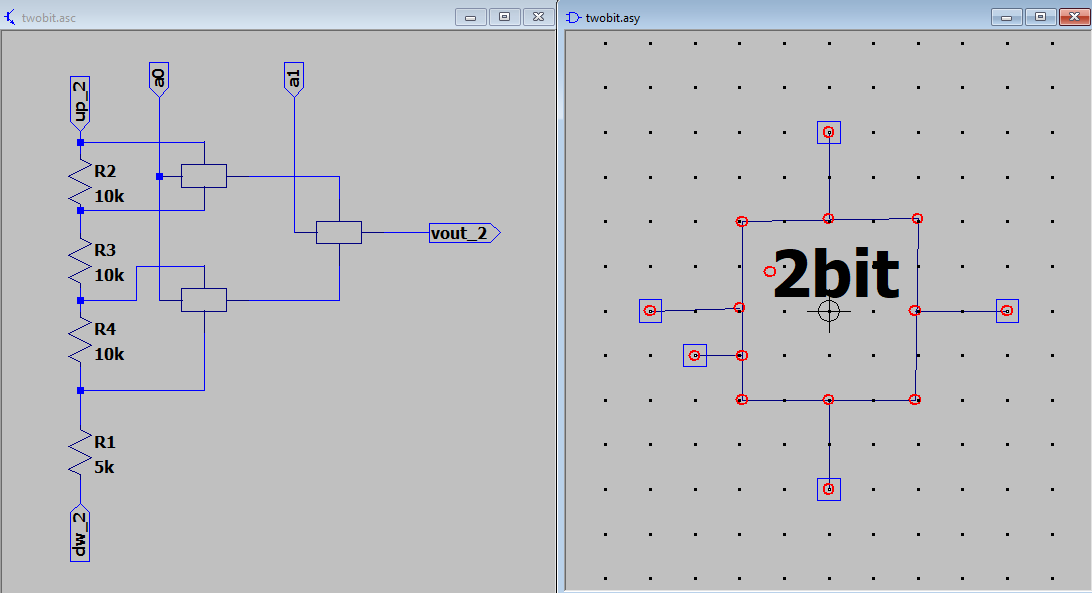 twobit.asc
up_2
a0
a1
R2
10k
vout_2
R3
10k
R4
10k
R1
5k
dw_2
twobit.asy
2bit